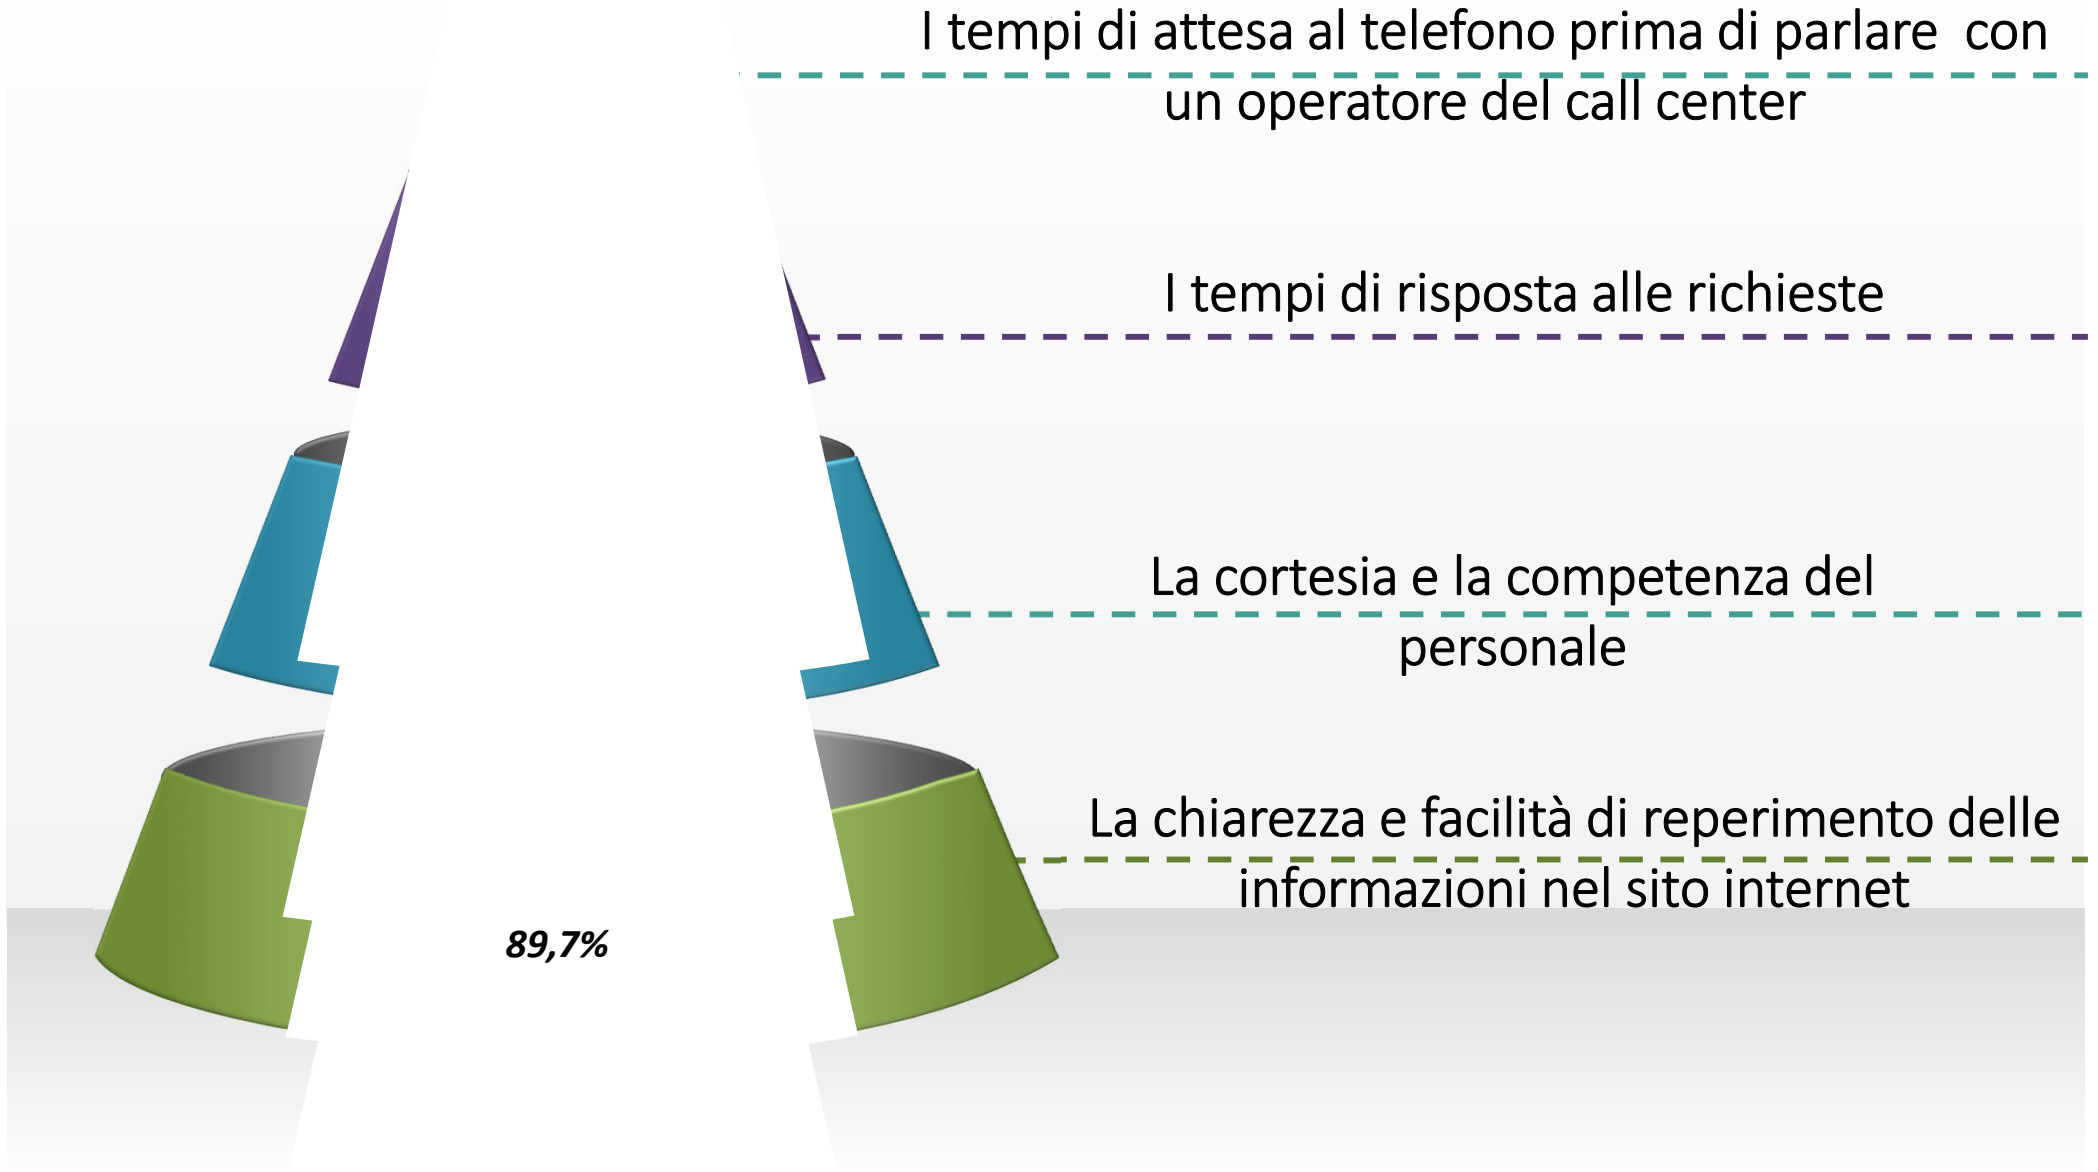 I tempi di attesa al telefono prima di parlare  con
un operatore del call center
I tempi di risposta alle richieste
La cortesia e la competenza del
personale
La chiarezza e facilità di reperimento delle
informazioni nel sito internet
89,7%